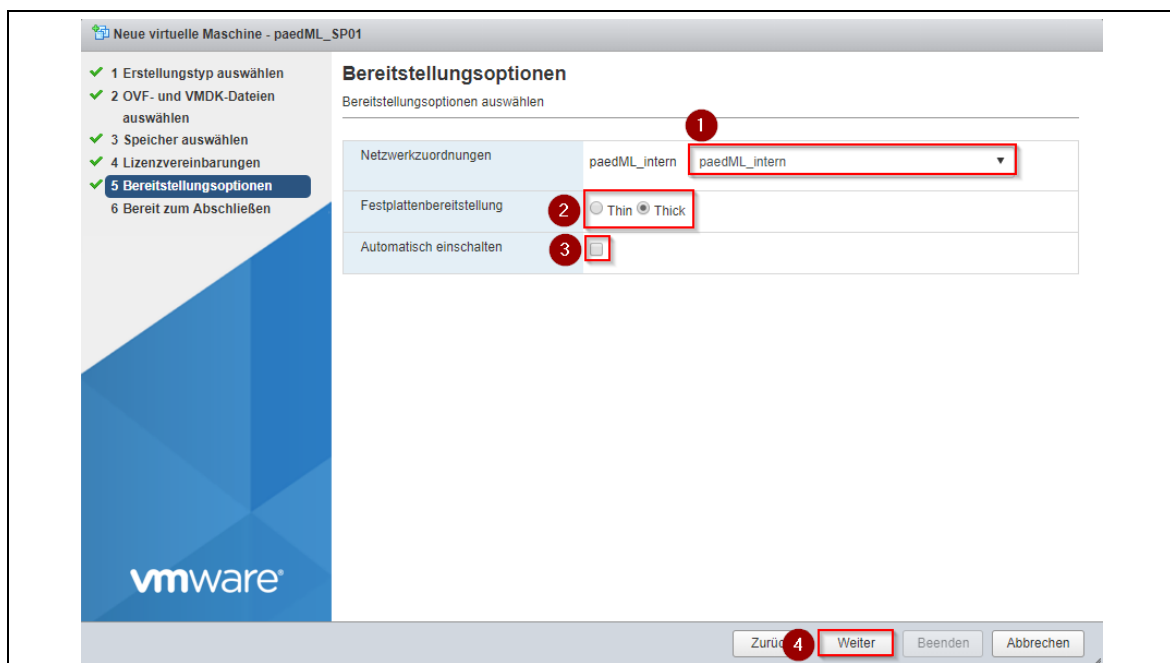 Neue virtuelle Maschine - paedML_SP01
1 Erstellungstyp auswählen
2 OVF- und VMDK-Dateien
auswählen
3 Speicher auswählen
4 Lizenzvereinbarungen
5 Bereitstellungsoptionen
6 Bereit zum Abschließen
vmware
Bereitstellungsoptionen
Bereitstellungsoptionen auswählen
1
Netzwerkzuordnungen paedML_intern paedML_intern
Festplattenbereitstellung 2 Thin Thick
Automatisch einschalten 3
4 Weiter Beenden Abbrechen